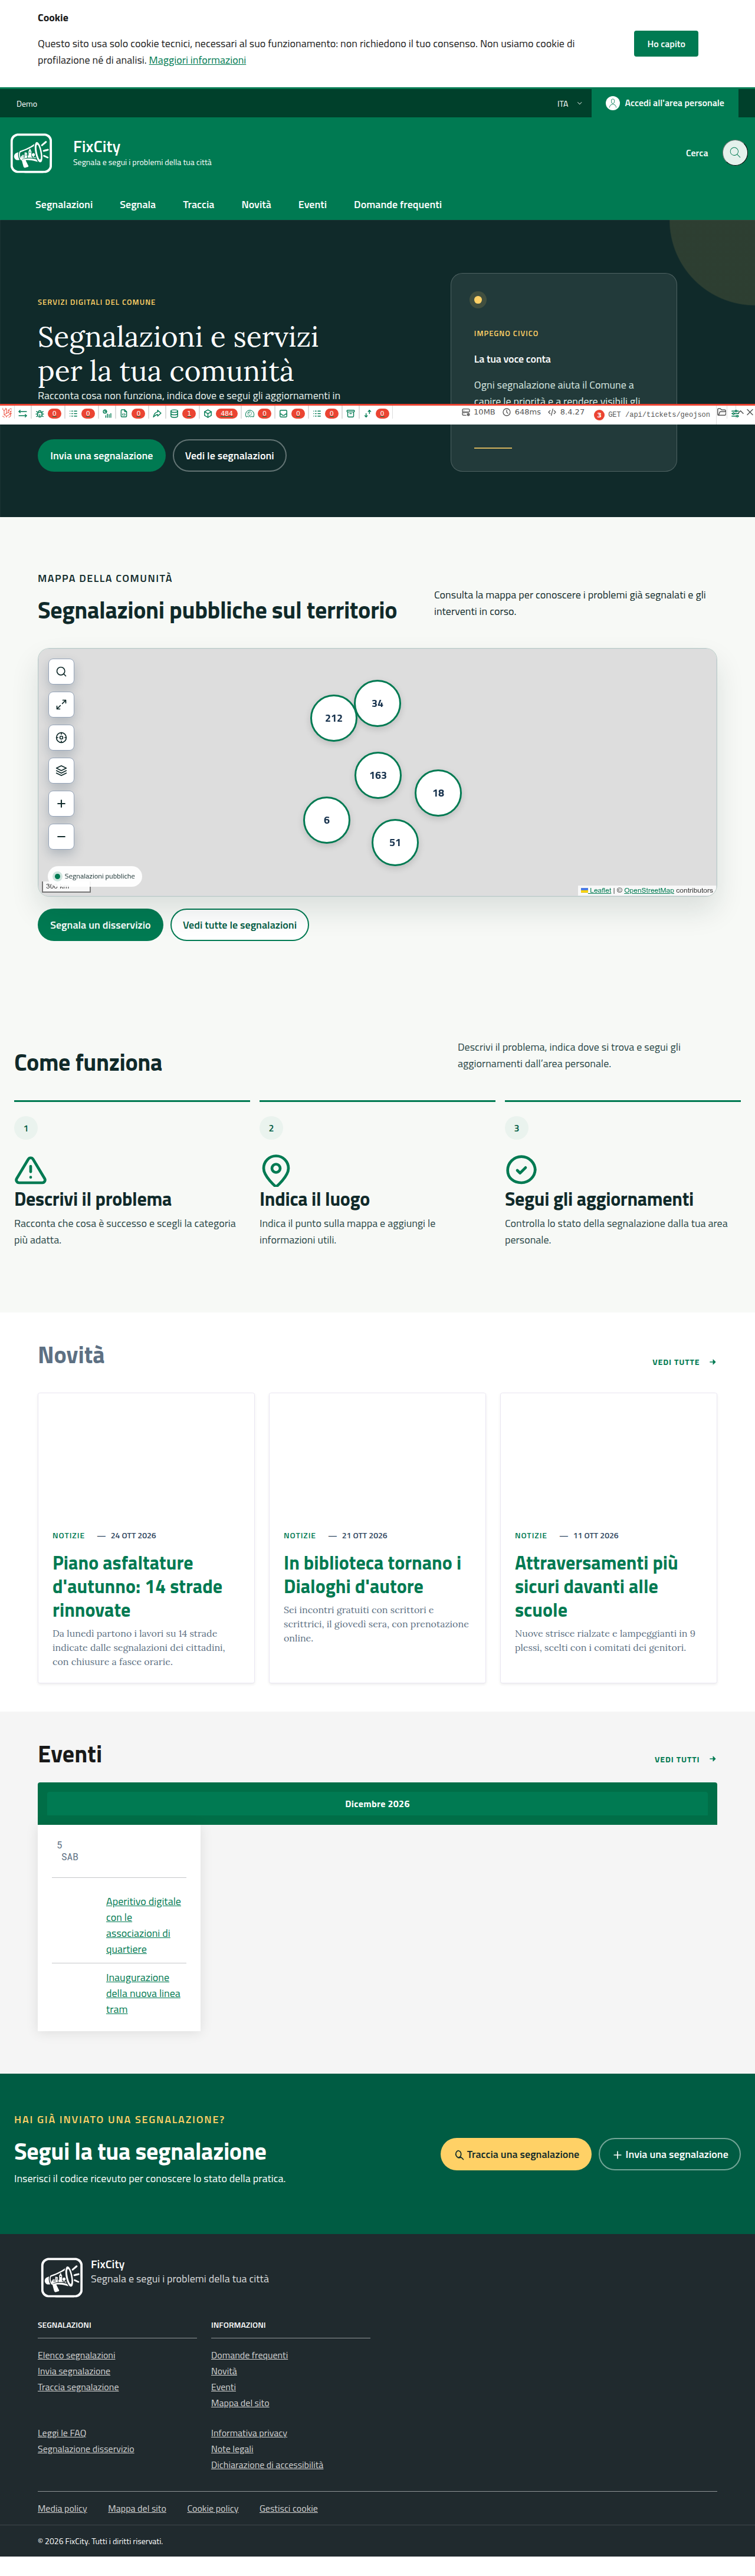 Cookie
Questo sito usa solo cookie tecnici, necessari al suo funzionamento: non richiedono il tuo consenso. Non usiamo cookie di
profilazione né di analisi. Maggiori informazioni
Ho capito
Demo
ITA
Accedi all'area personale
FixCity
Segnala e segui i problemi della tua città
Cerca
Segnalazioni
Segnala
Traccia
Novità
Eventi
Domande frequenti
SERVIZI DIGITALI DEL COMUNE
Segnalazioni e servizi
per la tua comunità
Racconta cosa non funziona, indica dove e segui gli aggiornamenti in
IMPEGNO CIVICO
La tua voce conta
Ogni segnalazione aiuta il Comune a
capire le priorità e a rendere visibili gli
0 0 0 0 1 484 0 0 0 0
10MB 648ms 8.4.27 3 GET /api/tickets/geojson
Invia una segnalazione
Vedi le segnalazioni
MAPPA DELLA COMUNITÀ
Segnalazioni pubbliche sul territorio
Consulta la mappa per conoscere i problemi già segnalati e gli
interventi in corso.
34
212
163
18
6
51
Segnalazioni pubbliche
Leaflet | © OpenStreetMap contributors
Segnala un disservizio
Vedi tutte le segnalazioni
Come funziona
Descrivi il problema, indica dove si trova e segui gli
aggiornamenti dall'area personale.
1
Descrivi il problema
Racconta che cosa è successo e scegli la categoria
più adatta.
2
Indica il luogo
Indica il punto sulla mappa e aggiungi le
informazioni utili.
3
Segui gli aggiornamenti
Controlla lo stato della segnalazione dalla tua area
personale.
Novità
VEDI TUTTE
NOTIZIE — 24 OTT 2026
Piano asfaltature
d'autunno: 14 strade
rinnovate
Da lunedì partono i lavori su 14 strade
indicate dalle segnalazioni dei cittadini,
con chiusure a fasce orarie.
NOTIZIE — 21 OTT 2026
In biblioteca tornano i
Dialoghi d'autore
Sei incontri gratuiti con scrittori e
scrittrici, il giovedì sera, con prenotazione
online.
NOTIZIE — 11 OTT 2026
Attraversamenti più
sicuri davanti alle
scuole
Nuove strisce rialzate e lampeggianti in 9
plessi, scelti con i comitati dei genitori.
Eventi
VEDI TUTTI
Dicembre 2026
5
SAB
Aperitivo digitale
con le
associazioni di
quartiere
Inaugurazione
della nuova linea
tram
HAI GIÀ INVIATO UNA SEGNALAZIONE?
Segui la tua segnalazione
Inserisci il codice ricevuto per conoscere lo stato della pratica.
Traccia una segnalazione
Invia una segnalazione
FixCity
Segnala e segui i problemi della tua città
SEGNALAZIONI
Elenco segnalazioni
Invia segnalazione
Traccia segnalazione
Leggi le FAQ
Segnalazione disservizio
INFORMAZIONI
Domande frequenti
Novità
Eventi
Mappa del sito
Informativa privacy
Note legali
Dichiarazione di accessibilità
Media policy
Mappa del sito
Cookie policy
Gestisci cookie
© 2026 FixCity. Tutti i diritti riservati.